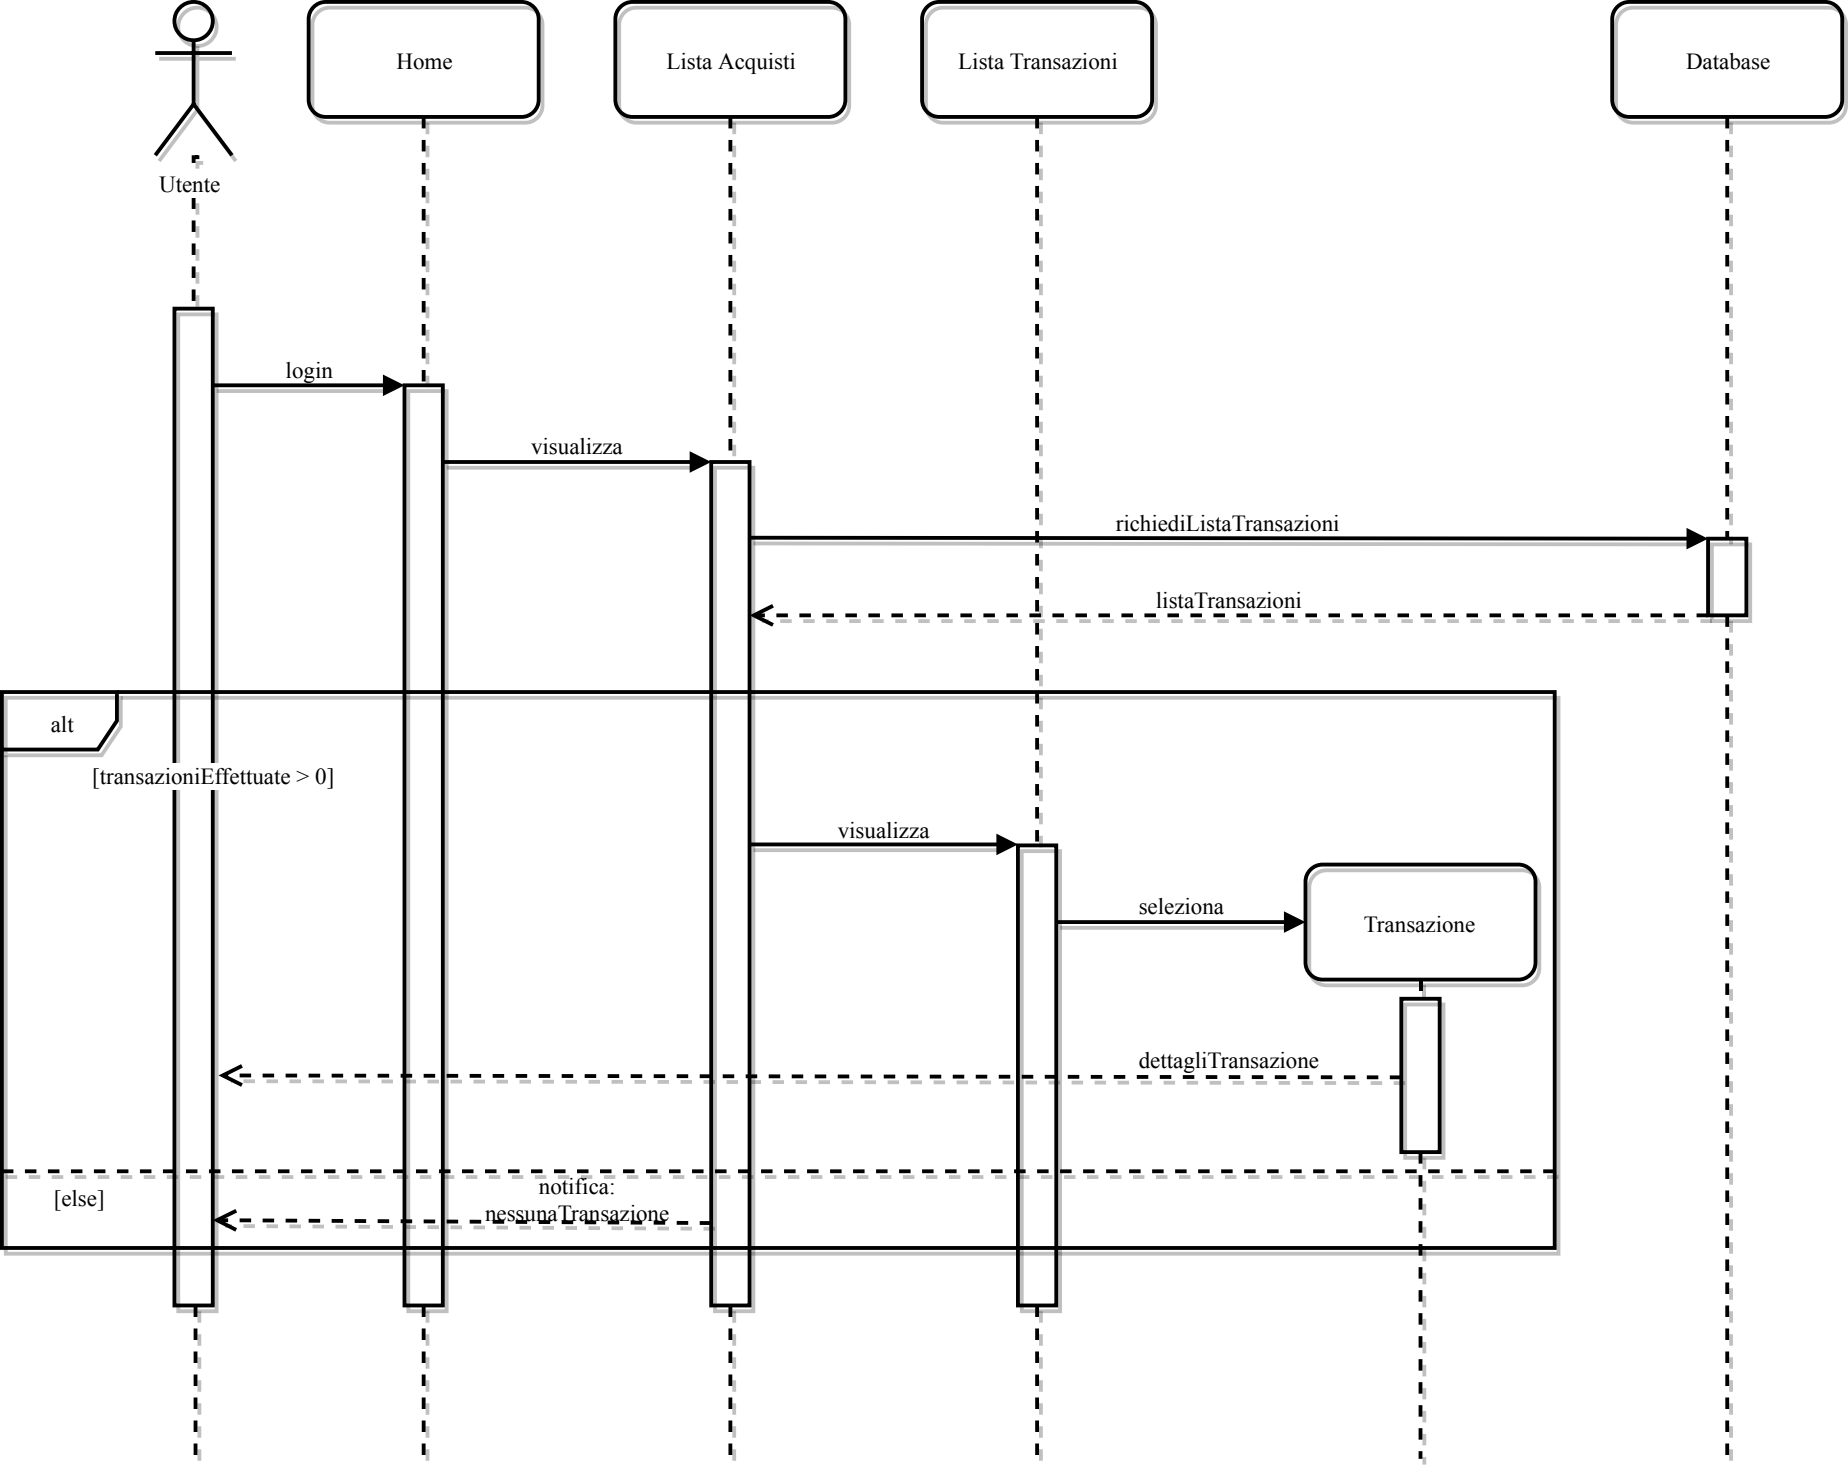 Home
Lista Acquisti
Lista Transazioni
Database
Utente
login
visualizza
richiediListaTransazioni
listaTransazioni
alt
[transazioniEffettuate > 0]
visualizza
seleziona
Transazione
dettagliTransazione
[else]
notifica:
nessunaTransazione